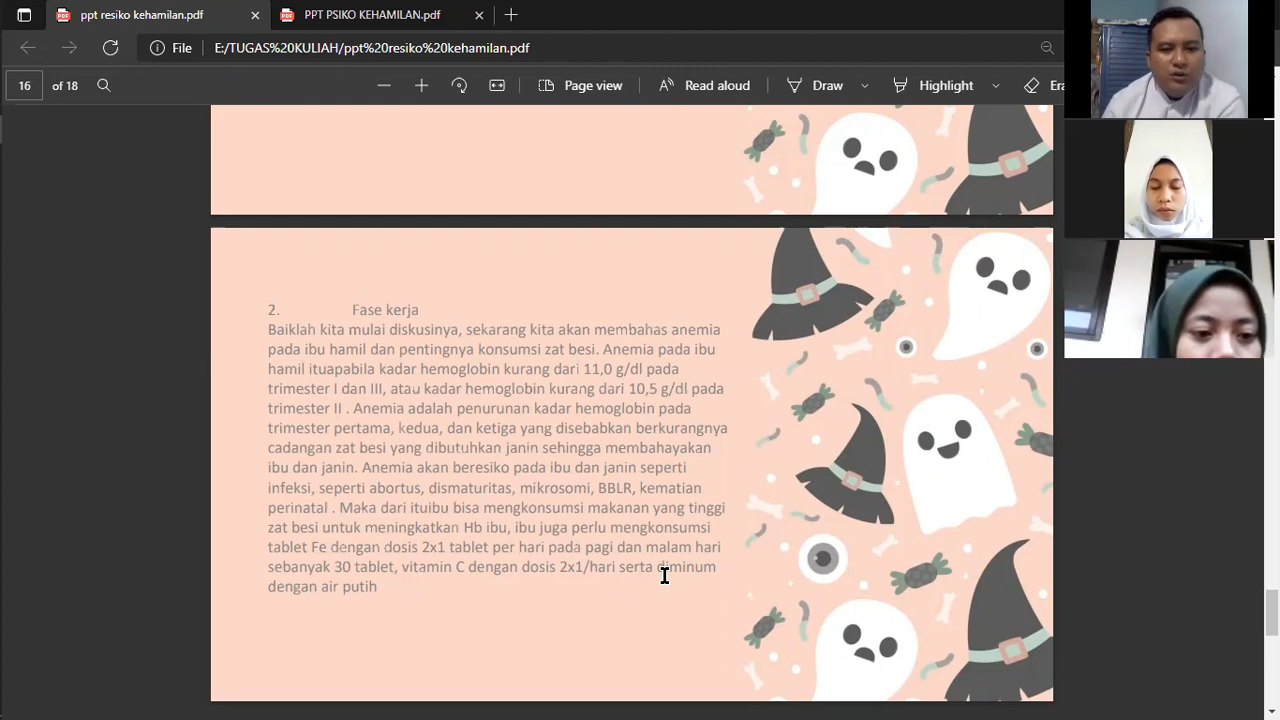 ppt resiko kehamilan.pdf
PPT PSIKO KEHAMILAN.pdf
File
E:/TUGAS%20KULIAH/ppt%20resiko%20kehamilan.pdf
16 of 18
Page view
Read aloud
Draw
Highlight
Era
2. Fase kerja
Baiklah kita mulai diskusinya, sekarang kita akan membahas anemia
pada ibu hamil dan pentingnya konsumsi zat besi. Anemia pada ibu
hamil ituapabila kadar hemoglobin kurang dari 11,0 g/dl pada
trimester I dan III, atau kadar hemoglobin kurang dari 10,5 g/dl pada
trimester II . Anemia adalah penurunan kadar hemoglobin pada
trimester pertama, kedua, dan ketiga yang disebabkan berkurangnya
cadangan zat besi yang dibutuhkan janin sehingga membahayakan
ibu dan janin. Anemia akan beresiko pada ibu dan janin seperti
infeksi, seperti abortus, dismaturitas, mikrosomi, BBLR, kematian
perinatal . Maka dari ituibu bisa mengkonsumsi makanan yang tinggi
zat besi untuk meningkatkan Hb ibu, ibu juga perlu mengkonsumsi
tablet Fe dengan dosis 2x1 tablet per hari pada pagi dan malam hari
sebanyak 30 tablet, vitamin C dengan dosis 2x1/hari serta diminum
dengan air putih